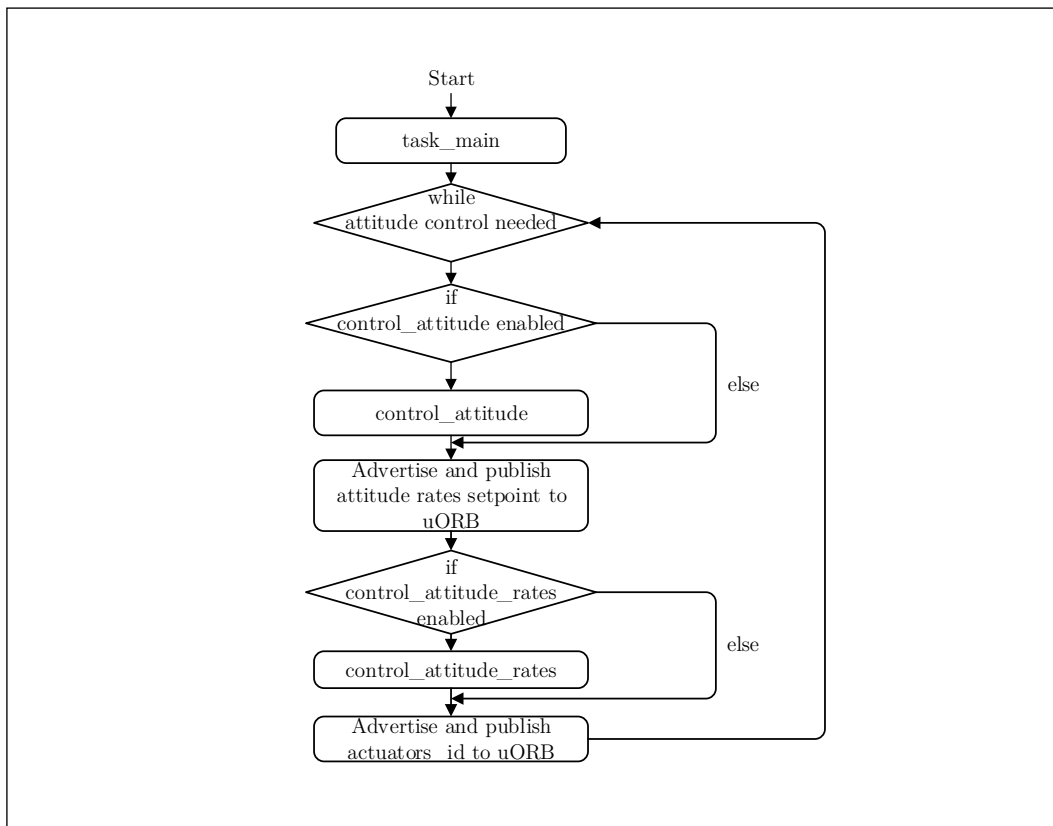 Start
task_main
while
attitude control needed
if
control_attitude enabled
else
control_attitude
Advertise and publish
attitude rates setpoint to
uORB
if
control_attitude_rates
enabled
else
control_attitude_rates
Advertise and publish
actuators_id to uORB